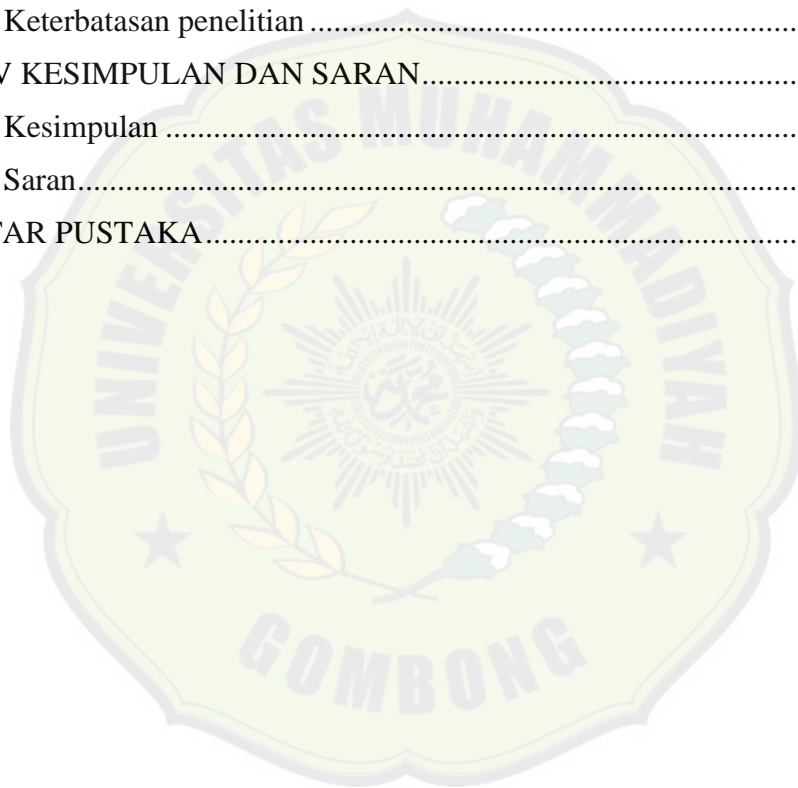 Keterbatasan penelitian ..............................................................
V KESIMPULAN DAN SARAN................................................
Kesimpulan ................................................................................
Saran...........................................................................................
TAR PUSTAKA...........................................................................
UNIVERSITAS MUHAMMADIYAH
GOMBONG